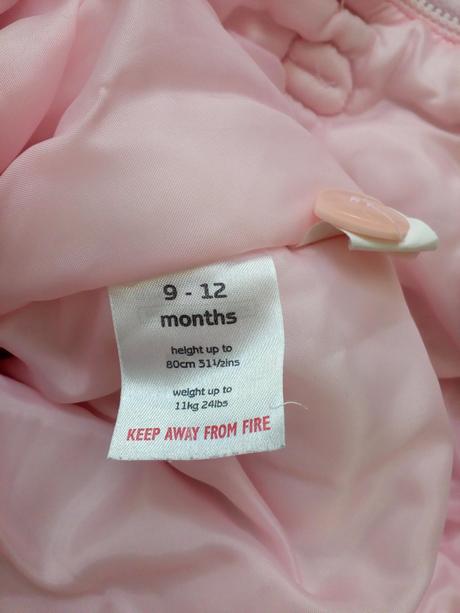 9 - 12
months
height up to
80cm 31½ins
weight up to
11kg 24lbs
KEEP AWAY FROM FIRE